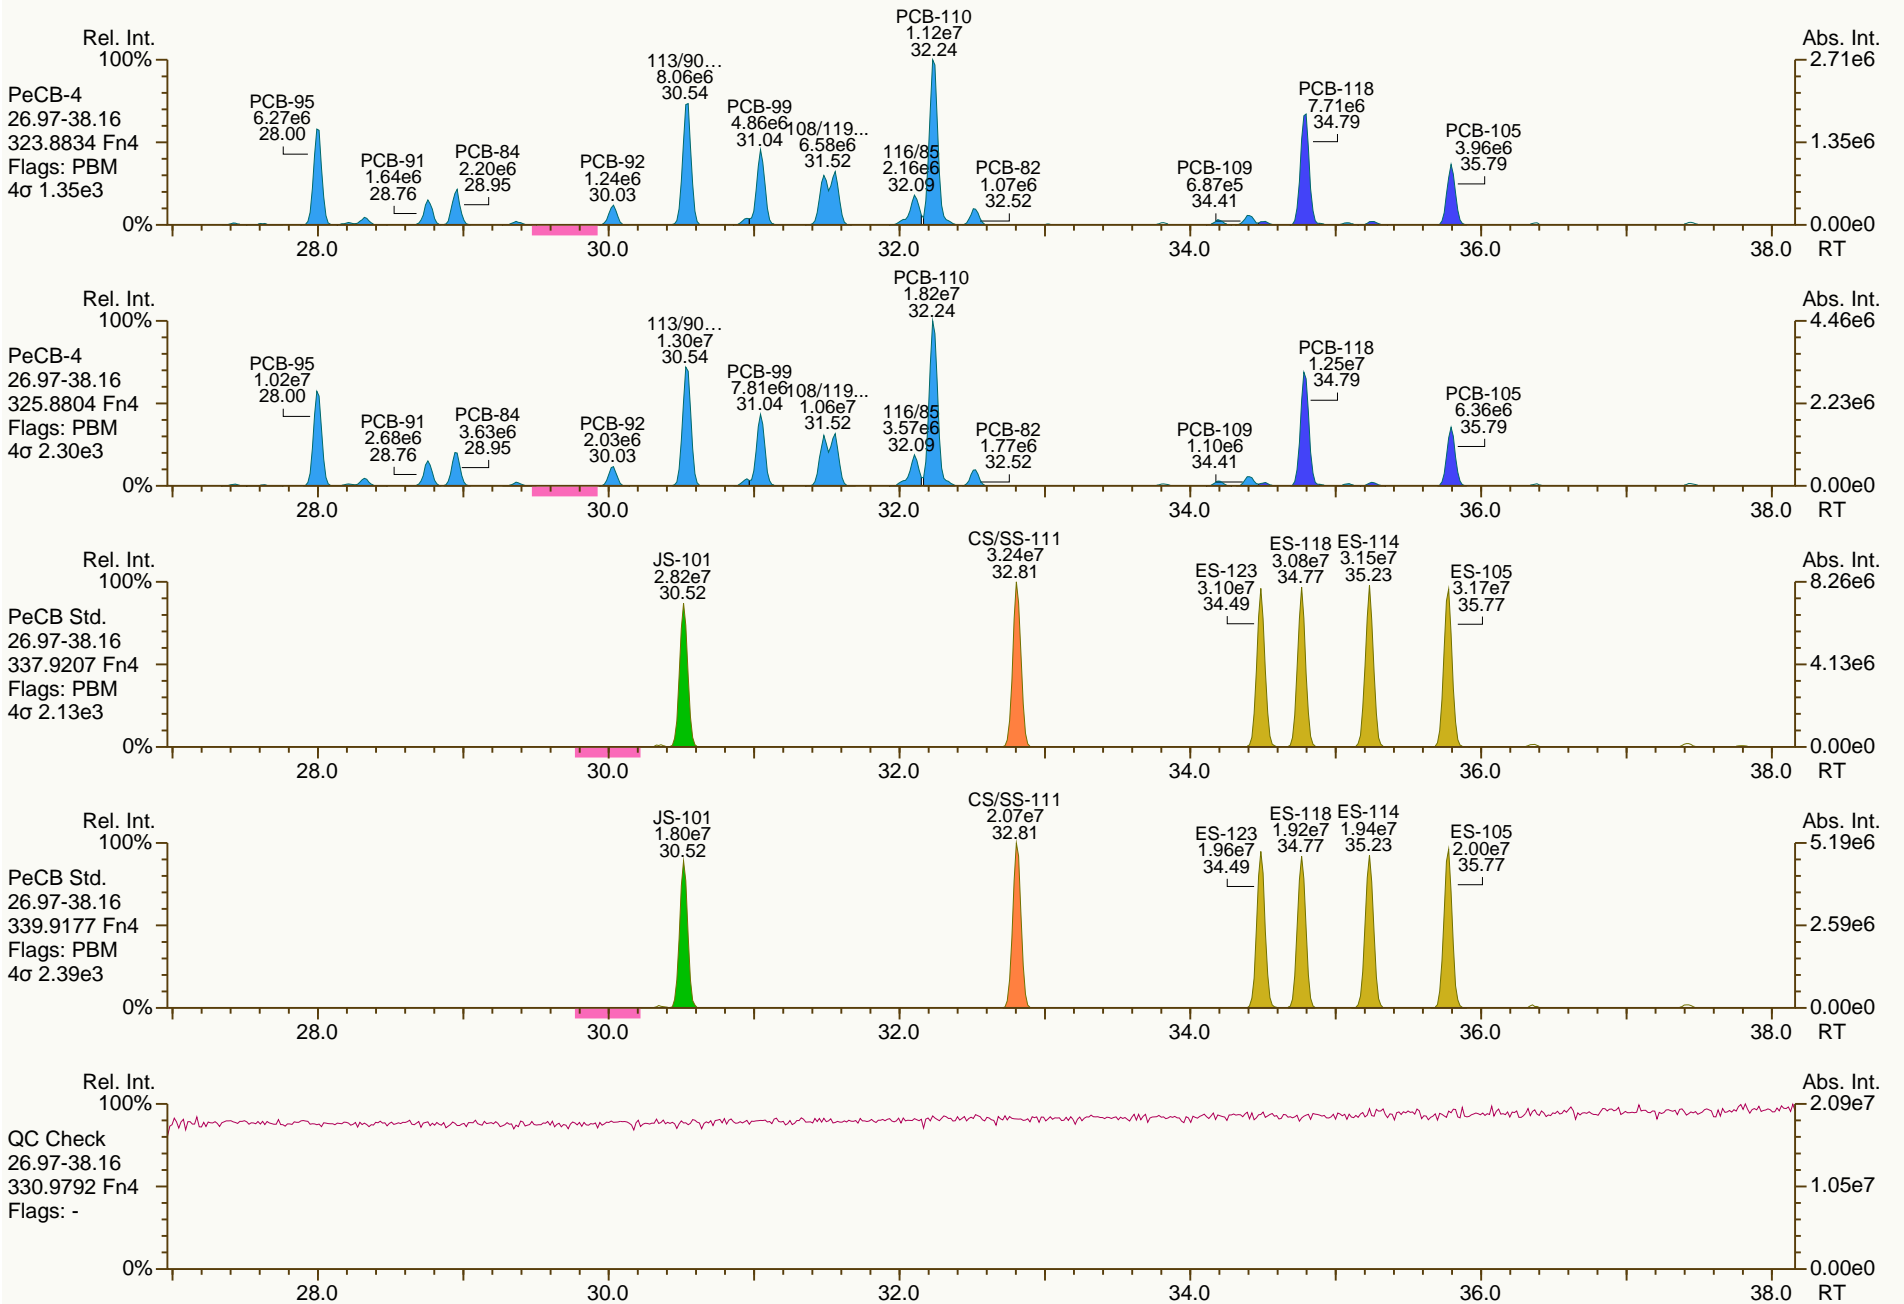 Rel. Int.
100%
0%
PeCB-4
26.97-38.16
323.8834 Fn4
Flags: PBM
4σ 1.35e3
PCB-95
6.27e6
28.00
PCB-91
1.64e6
28.76
PCB-84
2.20e6
28.95
PCB-92
1.24e6
30.03
113/90...
8.06e6
30.54
PCB-99
4.86e6
31.04
108/119...
6.58e6
31.52
116/85
2.16e6
32.09
PCB-110
1.12e7
32.24
PCB-82
1.07e6
32.52
PCB-109
6.87e5
34.41
PCB-118
7.71e6
34.79
PCB-105
3.96e6
35.79
Abs. Int.
2.71e6
1.35e6
0.00e0
28.0 30.0 32.0 34.0 36.0 38.0 RT
Rel. Int.
100%
0%
PeCB-4
26.97-38.16
325.8804 Fn4
Flags: PBM
4σ 2.30e3
PCB-95
1.02e7
28.00
PCB-91
2.68e6
28.76
PCB-84
3.63e6
28.95
PCB-92
2.03e6
30.03
113/90...
1.30e7
30.54
PCB-99
7.81e6
31.04
108/119...
1.06e7
31.52
116/85
3.57e6
32.09
PCB-110
1.82e7
32.24
PCB-82
1.77e6
32.52
PCB-109
1.10e6
34.41
PCB-118
1.25e7
34.79
PCB-105
6.36e6
35.79
Abs. Int.
4.46e6
2.23e6
0.00e0
28.0 30.0 32.0 34.0 36.0 38.0 RT
Rel. Int.
100%
0%
PeCB Std.
26.97-38.16
337.9207 Fn4
Flags: PBM
4σ 2.13e3
JS-101
2.82e7
30.52
CS/SS-111
3.24e7
32.81
ES-123
3.10e7
34.49
ES-118
3.08e7
34.77
ES-114
3.15e7
35.23
ES-105
3.17e7
35.77
Abs. Int.
8.26e6
4.13e6
0.00e0
28.0 30.0 32.0 34.0 36.0 38.0 RT
Rel. Int.
100%
0%
PeCB Std.
26.97-38.16
339.9177 Fn4
Flags: PBM
4σ 2.39e3
JS-101
1.80e7
30.52
CS/SS-111
2.07e7
32.81
ES-123
1.96e7
34.49
ES-118
1.92e7
34.77
ES-114
1.94e7
35.23
ES-105
2.00e7
35.77
Abs. Int.
5.19e6
2.59e6
0.00e0
28.0 30.0 32.0 34.0 36.0 38.0 RT
Rel. Int.
100%
0%
QC Check
26.97-38.16
330.9792 Fn4
Flags: -
Abs. Int.
2.09e7
1.05e7
0.00e0
28.0 30.0 32.0 34.0 36.0 38.0 RT